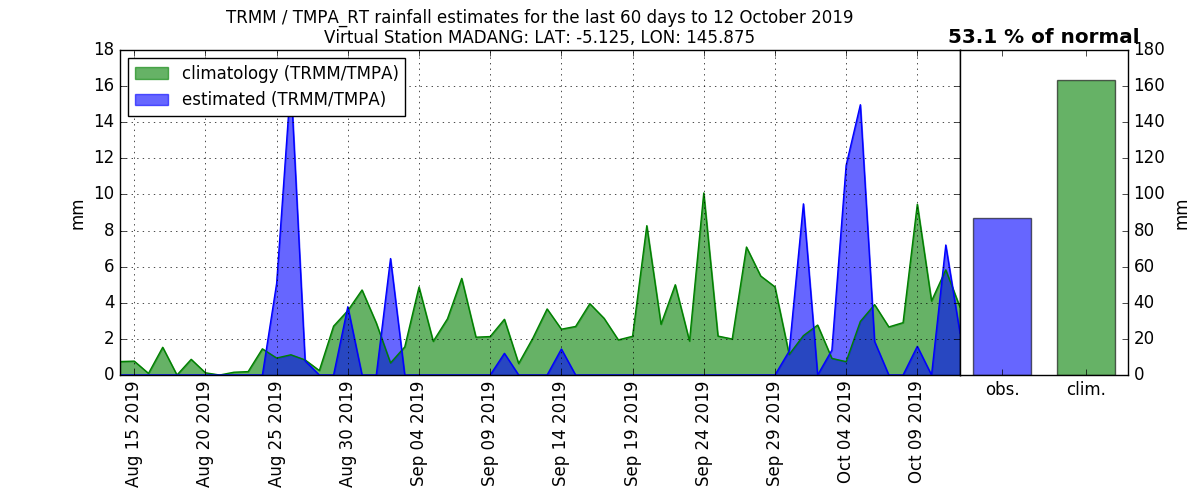 TRMM / TMPA_RT rainfall estimates for the last 60 days to 12 October 2019
Virtual Station MADANG: LAT: -5.125, LON: 145.875
53.1 % of normal
climatology (TRMM/TMPA)
estimated (TRMM/TMPA)
18
16
14
12
10
8
6
4
2
0
mm
180
160
140
120
100
80
60
40
20
0
mm
Aug 15 2019
Aug 20 2019
Aug 25 2019
Aug 30 2019
Sep 04 2019
Sep 09 2019
Sep 14 2019
Sep 19 2019
Sep 24 2019
Sep 29 2019
Oct 04 2019
Oct 09 2019
obs.
clim.